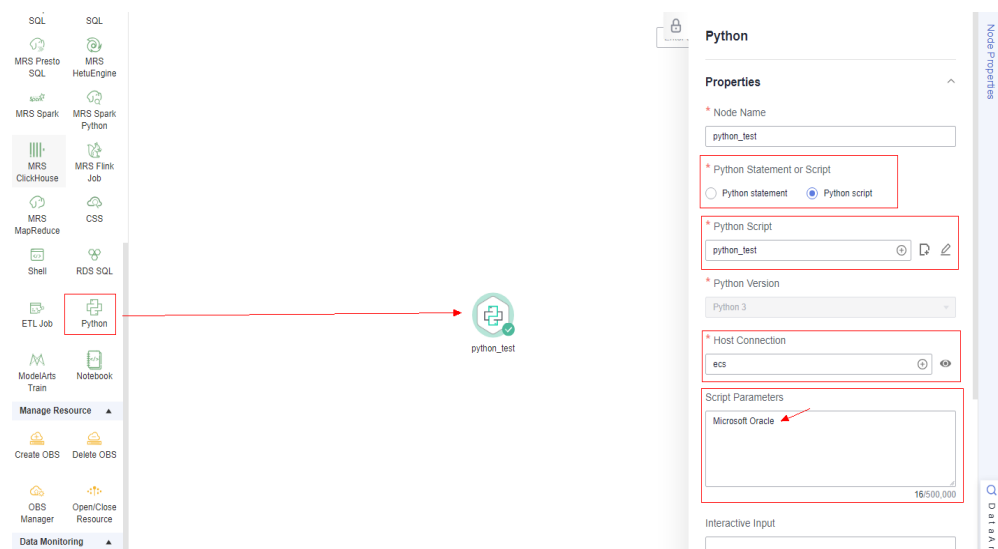 SQL
SQL
MRS Presto
SQL
MRS
HetuEngine
MRS Spark
MRS Spark
Python
MRS
ClickHouse
MRS Flink
Job
MRS
MapReduce
CSS
Shell
RDS SQL
ETL Job
Python
ModelArts
Train
Notebook
Manage Resource
Create OBS
Delete OBS
OBS
Manager
Open/Close
Resource
Data Monitoring
python_test
Python
Properties
* Node Name
python_test
* Python Statement or Script
Python statement
Python script
* Python Script
python_test
* Python Version
Python 3
* Host Connection
ecs
Script Parameters
Microsoft Oracle
16/500,000
Interactive Input
Node Properties